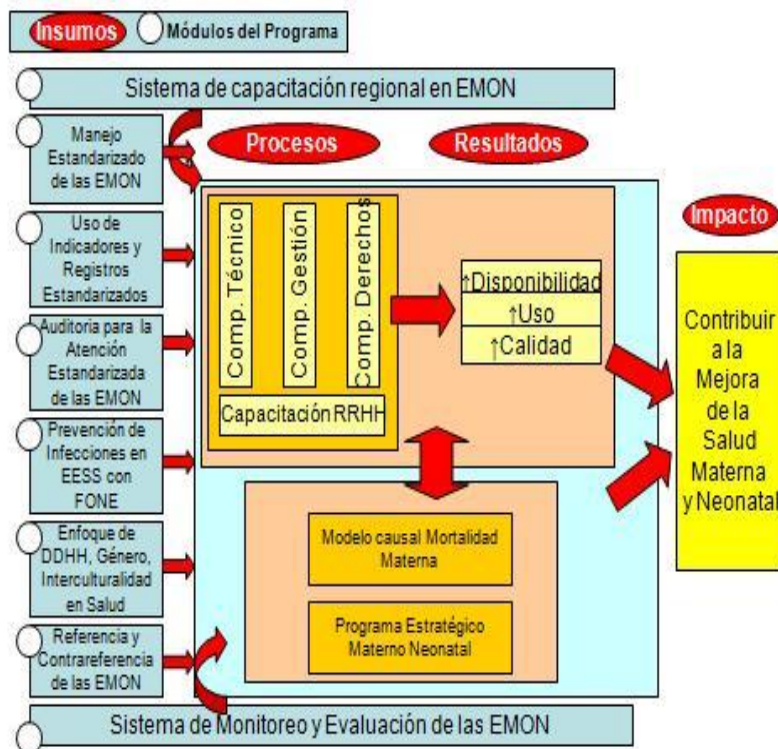 Insumos
Módulos del Programa
Sistema de capacitación regional en EMON
Manejo
Estandarizado
de las EMON
Procesos
Resultados
Impacto
Uso de
Indicadores y
Registros
Estandarizados
Auditoria para la
Atención
Estandarizada
de las EMON
Prevención de
Infecciones en
EESS con
FONE
Enfoque de
DDHH, Género,
Interculturalidad
en Salud
Referencia y
Contrareferencia
de las EMON
Comp. Técnico
Comp. Gestión
Comp. Derechos
Capacitación RRHH
↑Disponibilidad
↑Uso
↑Calidad
Modelo causal Mortalidad
Materna
Programa Estratégico
Materno Neonatal
Contribuir
a la
Mejora
de la
Salud
Materna
y Neonatal
Sistema de Monitoreo y Evaluación de las EMON